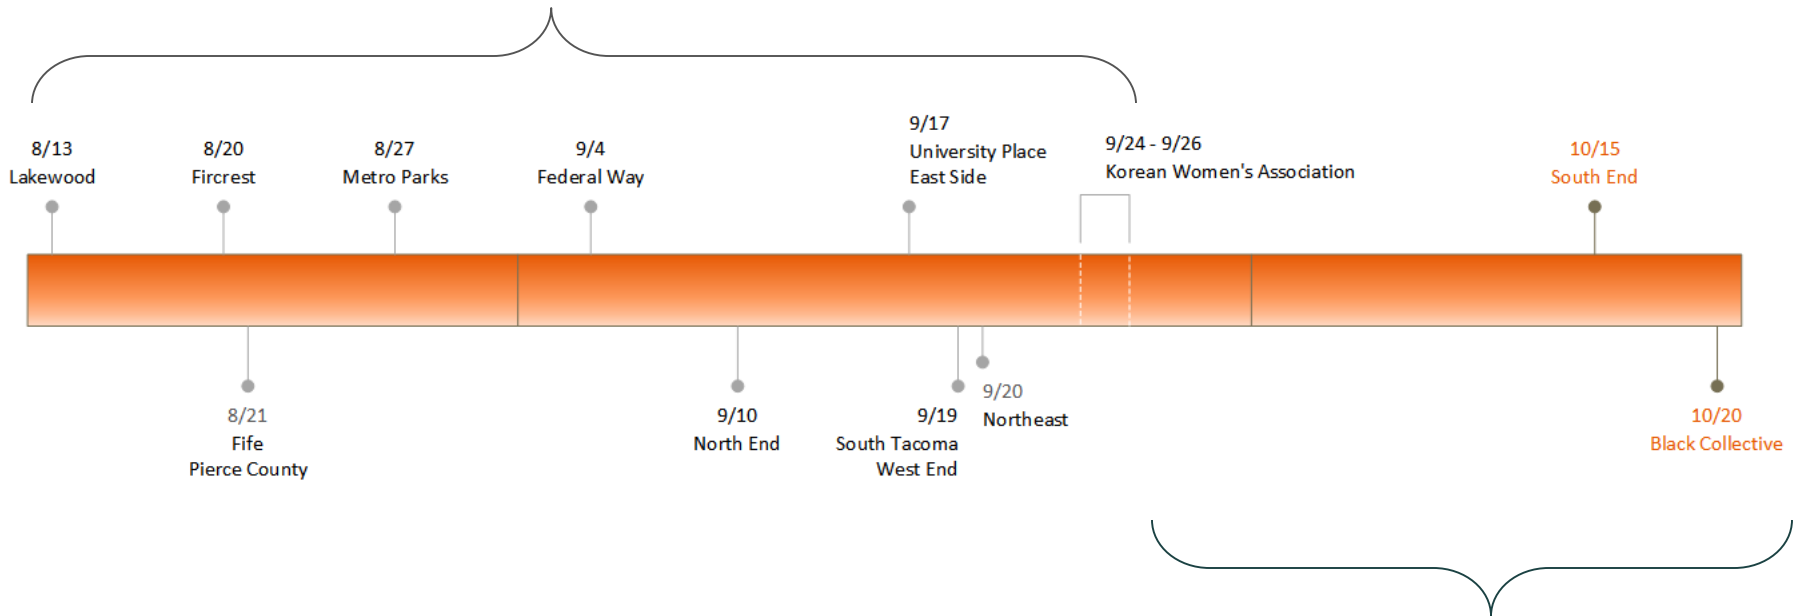 8/13
Lakewood
8/20
Fircrest
8/27
Metro Parks
9/4
Federal Way
9/17
University Place
East Side
9/24 - 9/26
Korean Women's Association
10/15
South End
8/21
Fife
Pierce County
9/10
North End
9/19
South Tacoma
West End
9/20
Northeast
10/20
Black Collective